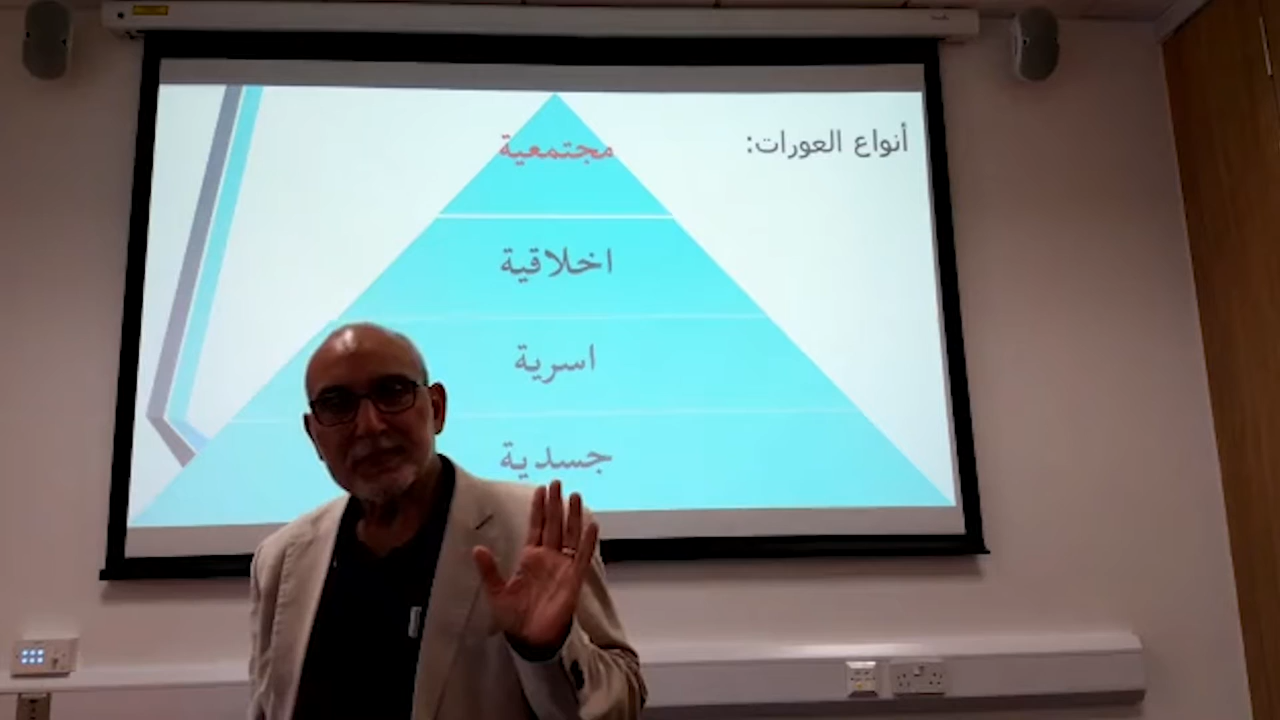 أنواع العورات:
مجتمعية
اخلاقية
اسرية
جسدية